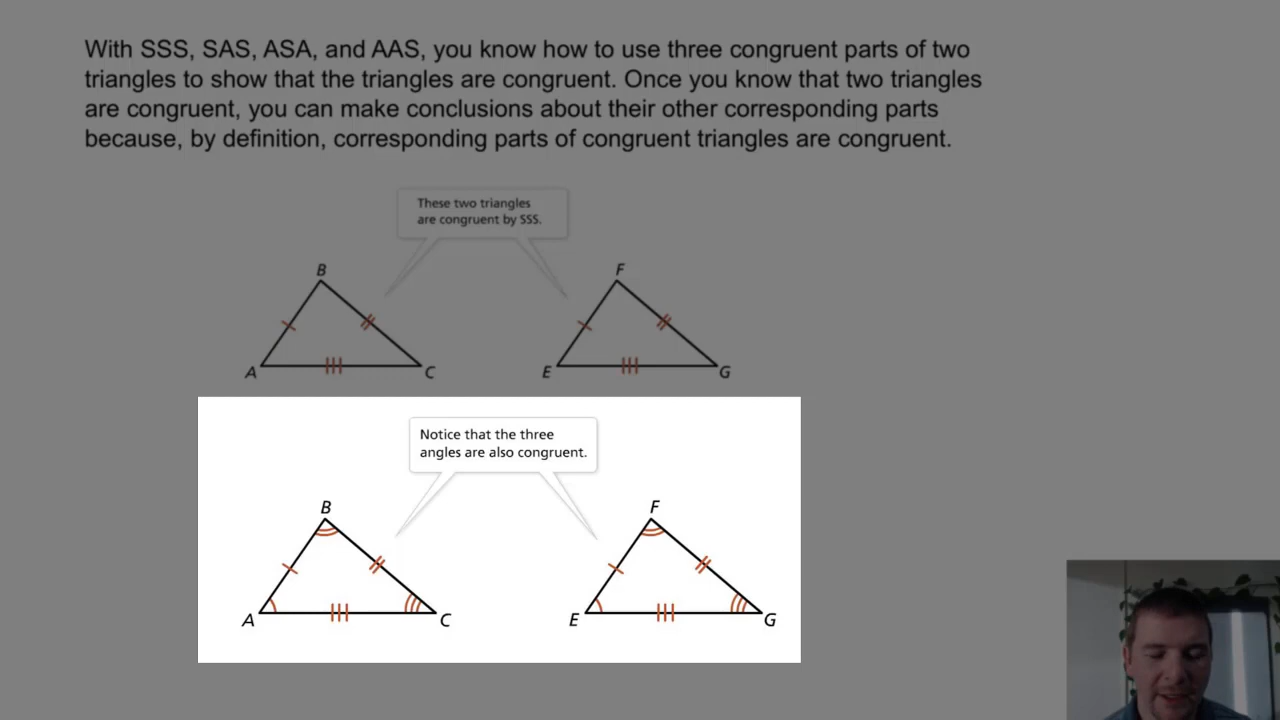 With SSS, SAS, ASA, and AAS, you know how to use three congruent parts of two
triangles to show that the triangles are congruent. Once you know that two triangles
are congruent, you can make conclusions about their other corresponding parts
because, by definition, corresponding parts of congruent triangles are congruent.
These two triangles
are congruent by SSS.
B
F
A
C
E
G
Notice that the three
angles are also congruent.
B
F
A
C
E
G